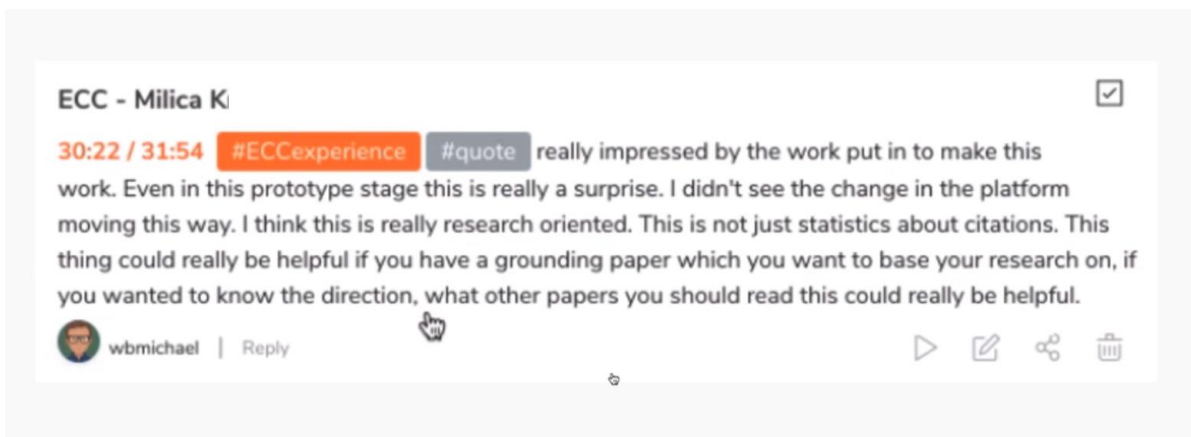 ECC - Milica K
30:22 / 31:54 #ECCexperience #quote really impressed by the work put in to make this
work. Even in this prototype stage this is really a surprise. I didn't see the change in the platform
moving this way. I think this is really research oriented. This is not just statistics about citations. This
thing could really be helpful if you have a grounding paper which you want to base your research on, if
you wanted to know the direction, what other papers you should read this could really be helpful.
wbmichael | Reply